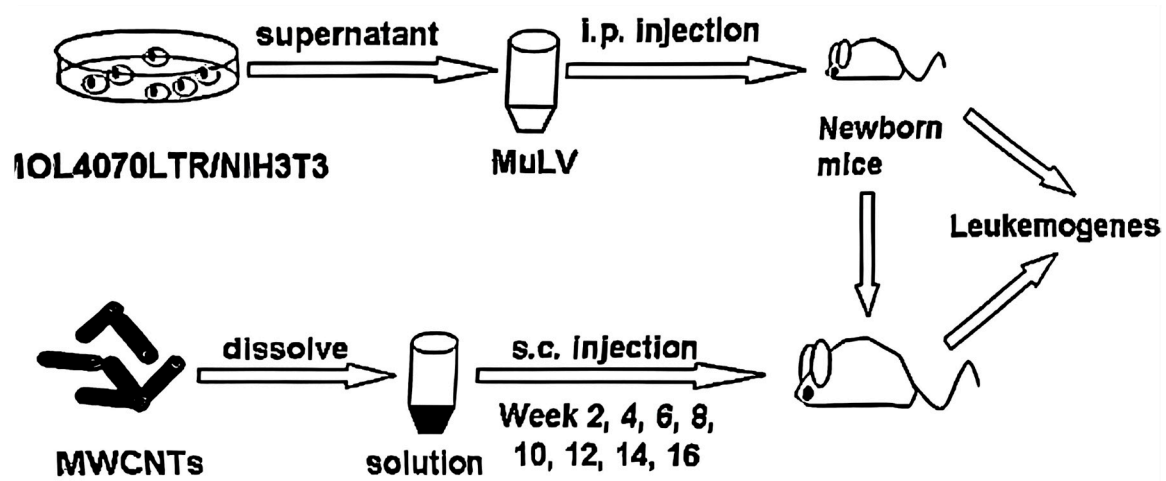 supernatant
i.p. injection
IOL4070LTR/NIH3T3
MuLV
Newborn
mice
Leukemogenes
dissolve
s.c. injection
Week 2, 4, 6, 8,
10, 12, 14, 16
MWCNTs
solution